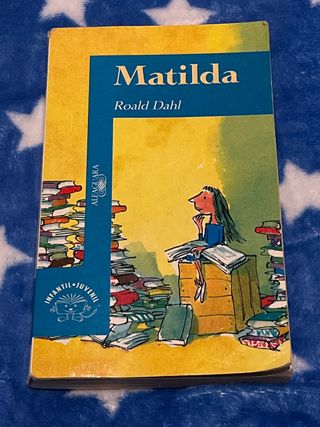 Matilda
Roald Dahl
ALFAGUARA
INFANTIL • JUVENIL